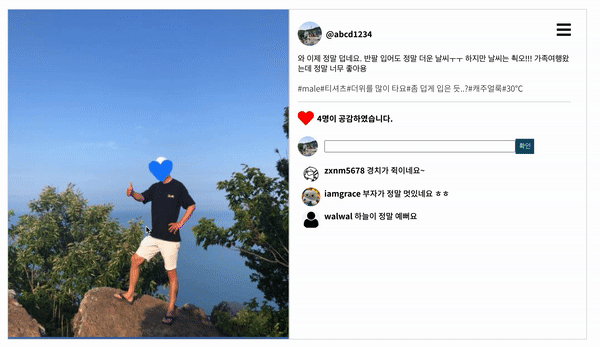 @abcd1234
와 이제 정말 덥네요. 반팔 입어도 정말 더운 날씨ㅜㅜ 하지만 날씨는 쵝오!!! 가족여행왔
는데 정말 너무 좋아용
#male#티셔츠#더위를 많이 타요#좀 덥게 입은 듯..?#캐주얼룩#30℃
4명이 공감하였습니다.
확인
zxnm5678 경치가 쥑이네요~
iamgrace 부자가 정말 멋있네요 ㅎㅎ
walwal 하늘이 정말 예뻐요